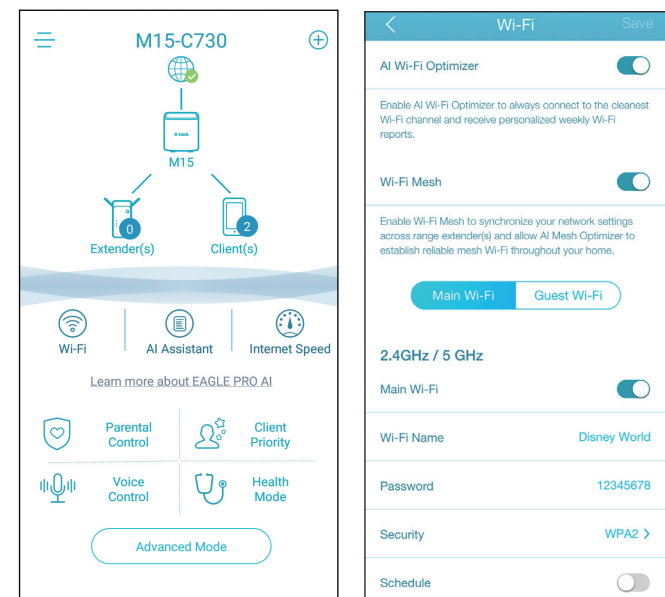 M15-C730
D-Link
M15
0
2
Extender(s)
Client(s)
Wi-Fi
AI Assistant
Internet Speed
Learn more about EAGLE PRO AI
Parental
Control
Client
Priority
Voice
Control
Health
Mode
Advanced Mode
Wi-Fi
Save
AI Wi-Fi Optimizer
Enable AI Wi-Fi Optimizer to always connect to the cleanest
Wi-Fi channel and receive personalized weekly Wi-Fi
reports.
Wi-Fi Mesh
Enable Wi-Fi Mesh to synchronize your network settings
across range extender(s) and allow AI Mesh Optimizer to
establish reliable mesh Wi-Fi throughout your home.
Main Wi-Fi
Guest Wi-Fi
2.4GHz / 5 GHz
Main Wi-Fi
Wi-Fi Name Disney World
Password 12345678
Security WPA2 >
Schedule